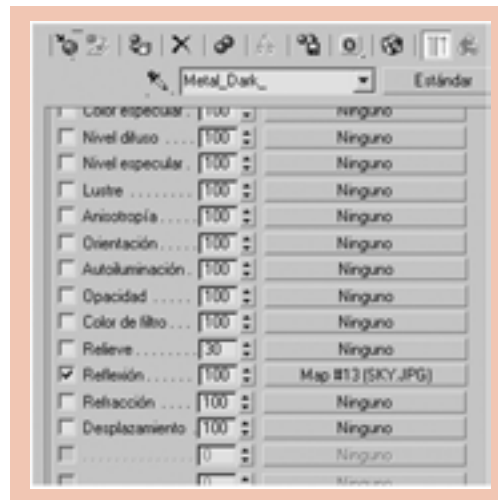 Metal_Dark_ Estándar
Color especular. 100 Ninguno
Nivel difuso .... 100 Ninguno
Nivel especular. 100 Ninguno
Lustre ........ 100 Ninguno
Anisotropía..... 100 Ninguno
Orientación..... 100 Ninguno
Autoiluminación. 100 Ninguno
Opacidad ...... 100 Ninguno
Color de filtro... 100 Ninguno
Relieve........ 30 Ninguno
Reflexión...... 100 Map #13 (SKY.JPG)
Refracción .... 100 Ninguno
Desplazamiento . 100 Ninguno
............... 0 Ninguno
............... 0 Ninguno